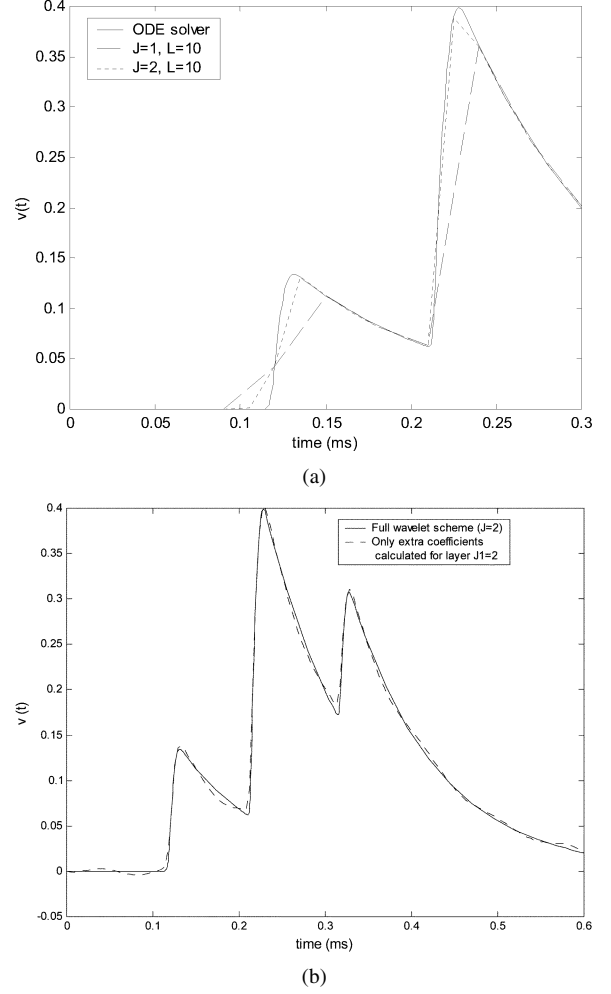 0.4
0.35
0.3
0.25
0.2
0.15
0.1
0.05
0
v(t)
ODE solver
J=1, L=10
J=2, L=10
0 0.05 0.1 0.15 0.2 0.25 0.3
time (ms)
(a)
0.4
0.35
0.3
0.25
0.2
0.15
0.1
0.05
0
-0.05
v (t)
Full wavelet scheme (J=2)
Only extra coefficients
calculated for layer J1=2
0 0.1 0.2 0.3 0.4 0.5 0.6
time (ms)
(b)